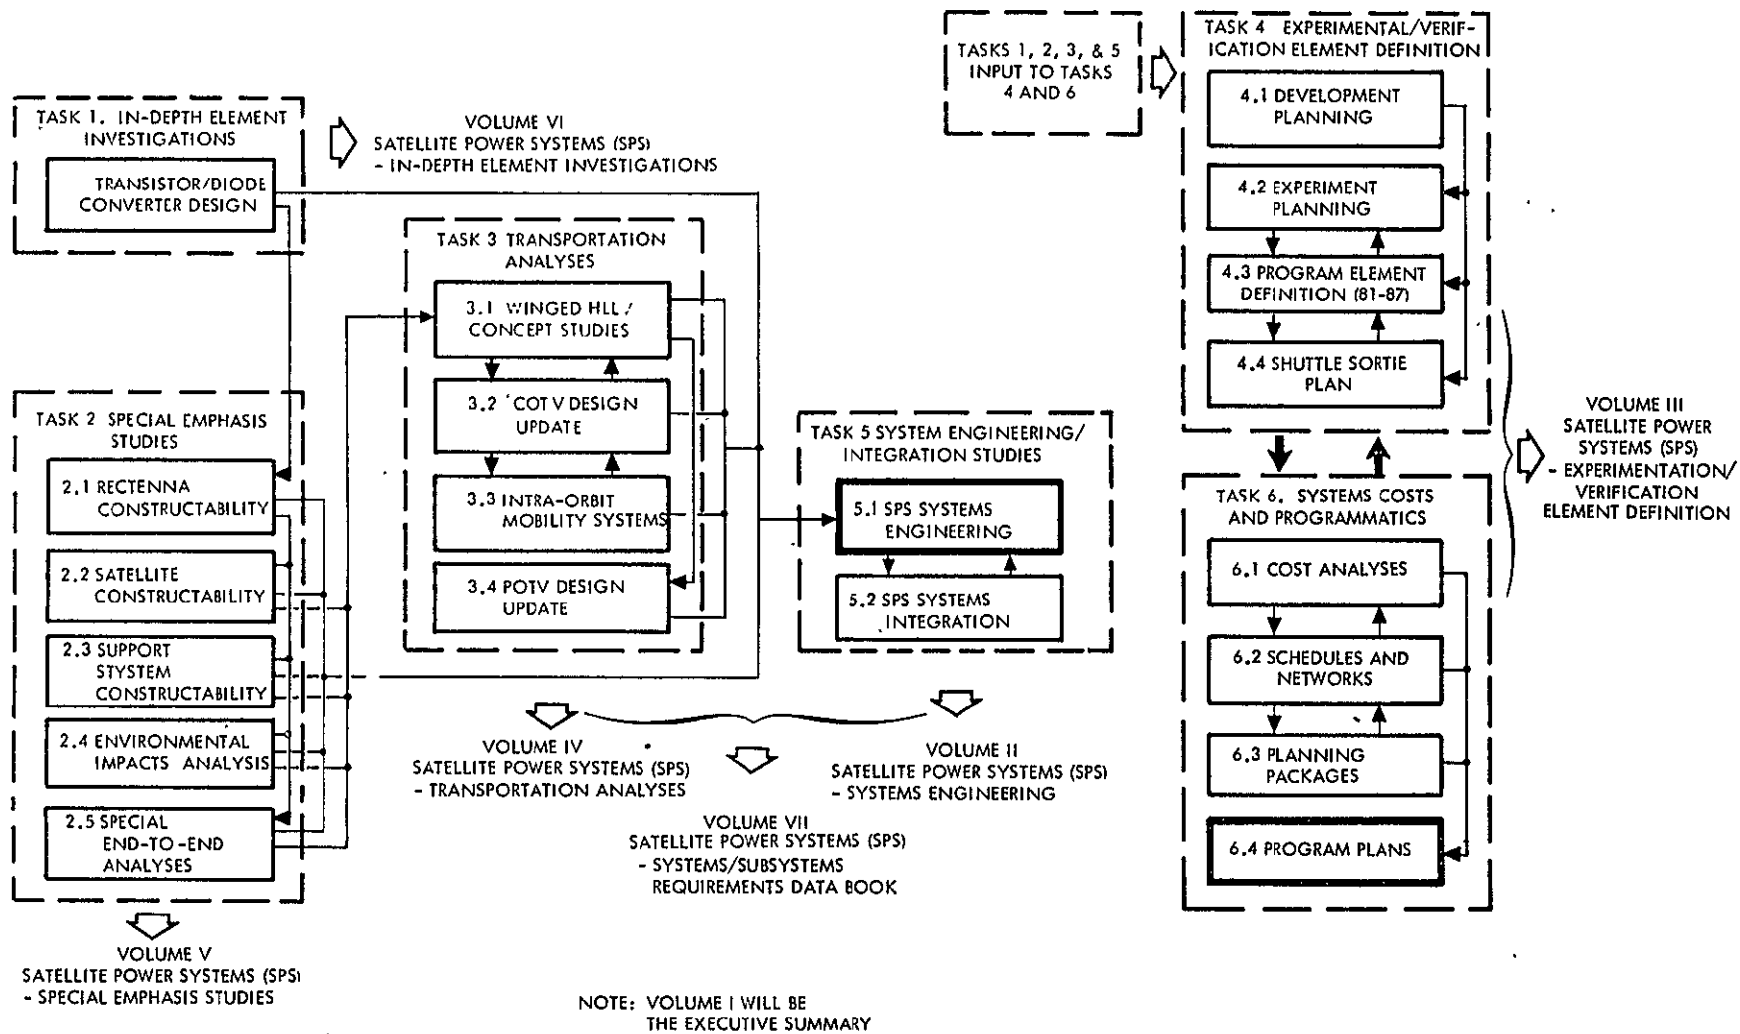 TASK 1. IN-DEPTH ELEMENT
INVESTIGATIONS
TRANSISTOR/DIODE
CONVERTER DESIGN
VOLUME VI
SATELLITE POWER SYSTEMS (SPS)
- IN-DEPTH ELEMENT INVESTIGATIONS
TASK 2 SPECIAL EMPHASIS
STUDIES
2.1 RECTENNA
CONSTRUCTABILITY
2.2 SATELLITE
CONSTRUCTABILITY
2.3 SUPPORT
STYSTEM
CONSTRUCTABILITY
2.4 ENVIRONMENTAL
IMPACTS ANALYSIS
2.5 SPECIAL
END-TO-END
ANALYSES
VOLUME V
SATELLITE POWER SYSTEMS (SPS)
- SPECIAL EMPHASIS STUDIES
TASK 3 TRANSPORTATION
ANALYSES
3.1 WINGED HLL/
CONCEPT STUDIES
3.2 COTV DESIGN
UPDATE
3.3 INTRA-ORBIT
MOBILITY SYSTEMS
3.4 POTV DESIGN
UPDATE
VOLUME IV
SATELLITE POWER SYSTEMS (SPS)
- TRANSPORTATION ANALYSES
TASK 5 SYSTEM ENGINEERING/
INTEGRATION STUDIES
5.1 SPS SYSTEMS
ENGINEERING
5.2 SPS SYSTEMS
INTEGRATION
VOLUME II
SATELLITE POWER SYSTEMS (SPS)
- SYSTEMS ENGINEERING
VOLUME VII
SATELLITE POWER SYSTEMS (SPS)
- SYSTEMS/SUBSYSTEMS
REQUIREMENTS DATA BOOK
TASKS 1, 2, 3, & 5
INPUT TO TASKS
4 AND 6
TASK 4 EXPERIMENTAL/VERIF-
ICATION ELEMENT DEFINITION
4.1 DEVELOPMENT
PLANNING
4.2 EXPERIMENT
PLANNING
4.3 PROGRAM ELEMENT
DEFINITION (81-87)
4.4 SHUTTLE SORTIE
PLAN
TASK 6. SYSTEMS COSTS
AND PROGRAMMATICS
6.1 COST ANALYSES
6.2 SCHEDULES AND
NETWORKS
6.3 PLANNING
PACKAGES
6.4 PROGRAM PLANS
VOLUME III
SATELLITE POWER
SYSTEMS (SPS)
- EXPERIMENTATION/
VERIFICATION
ELEMENT DEFINITION
NOTE: VOLUME I WILL BE
THE EXECUTIVE SUMMARY